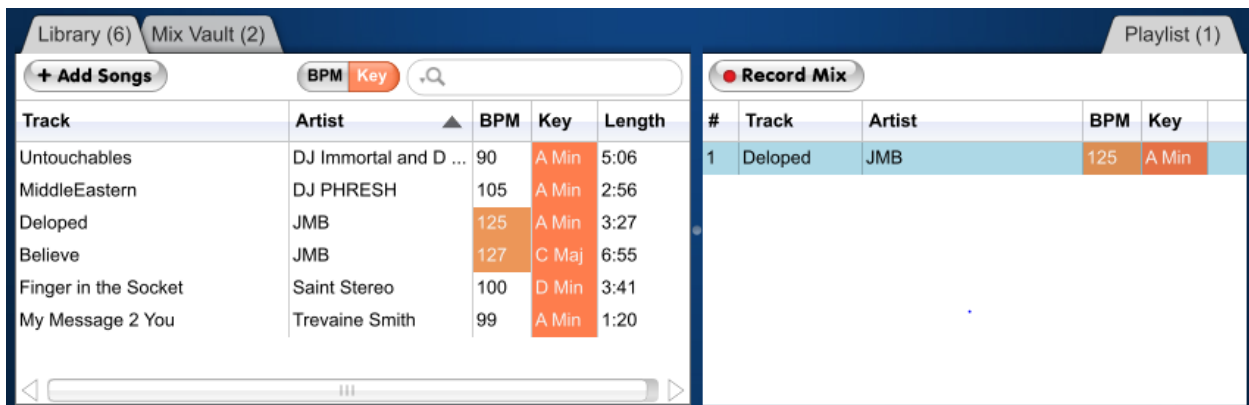 Library (6) Mix Vault (2) Playlist (1)
+ Add Songs BPM Key Record Mix
Track Artist BPM Key Length # Track Artist BPM Key
Untouchables DJ Immortal and D ... 90 A Min 5:06 1 Deloped JMB 125 A Min
MiddleEastern DJ PHRESH 105 A Min 2:56
Deloped JMB 125 A Min 3:27
Believe JMB 127 C Maj 6:55
Finger in the Socket Saint Stereo 100 D Min 3:41
My Message 2 You Trevaine Smith 99 A Min 1:20